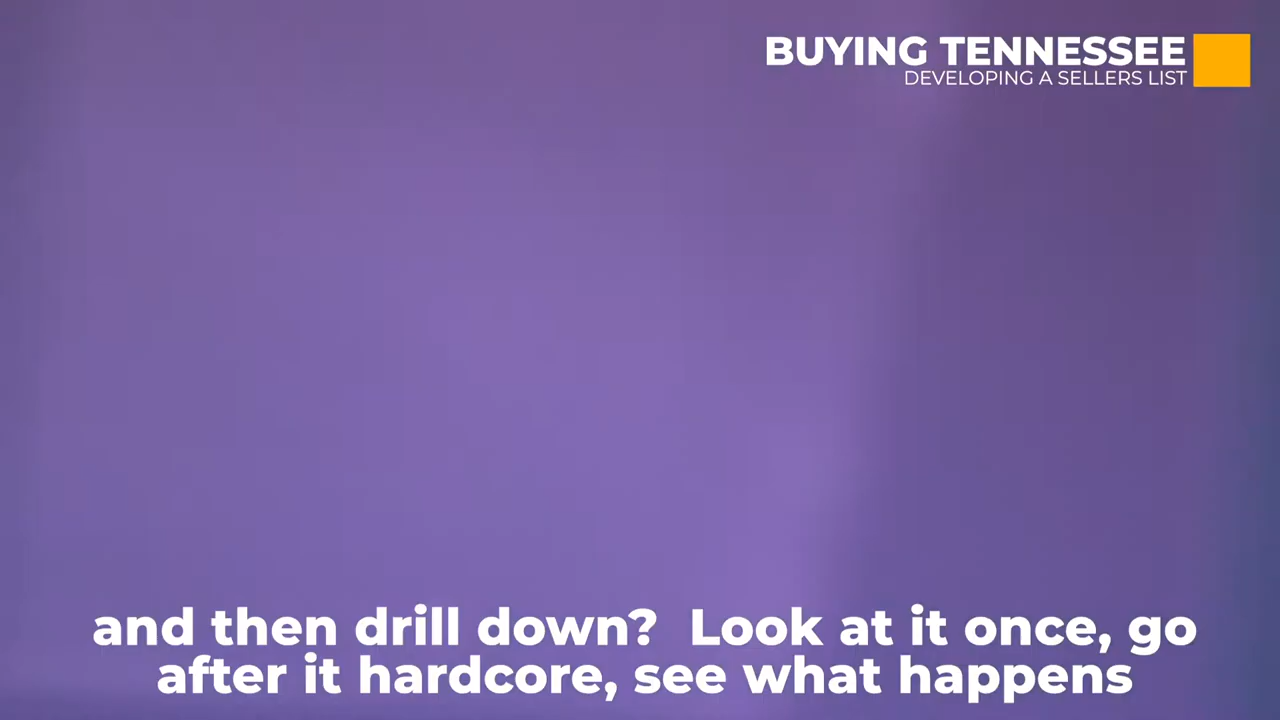 BUYING TENNESSEE
DEVELOPING A SELLERS LIST
and then drill down?  Look at it once, go
after it hardcore, see what happens